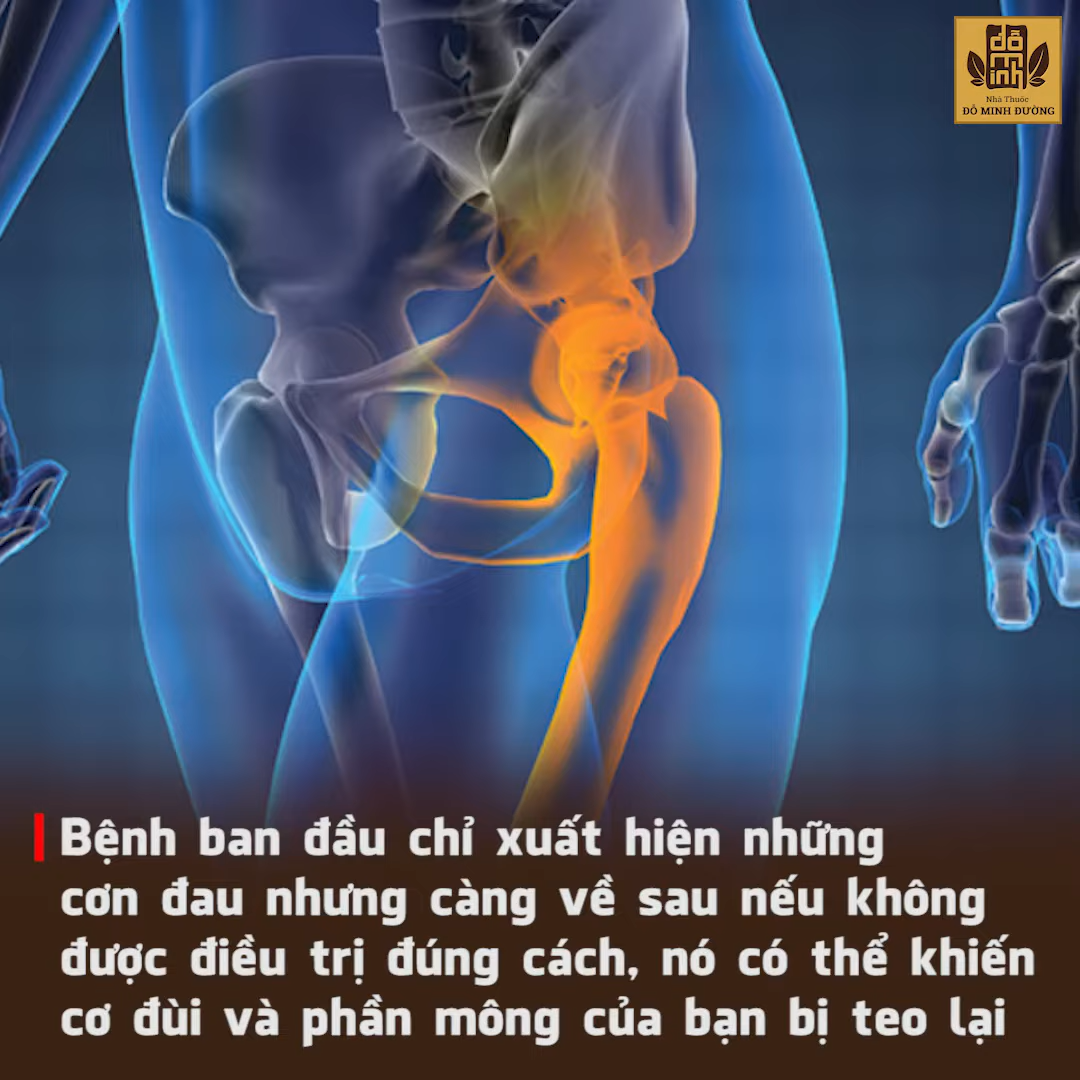 đỗ
minh
Nhà Thuốc
ĐỖ MINH ĐƯỜNG
Bệnh ban đầu chỉ xuất hiện những
cơn đau nhưng càng về sau nếu không
được điều trị đúng cách, nó có thể khiến
cơ đùi và phần mông của bạn bị teo lại